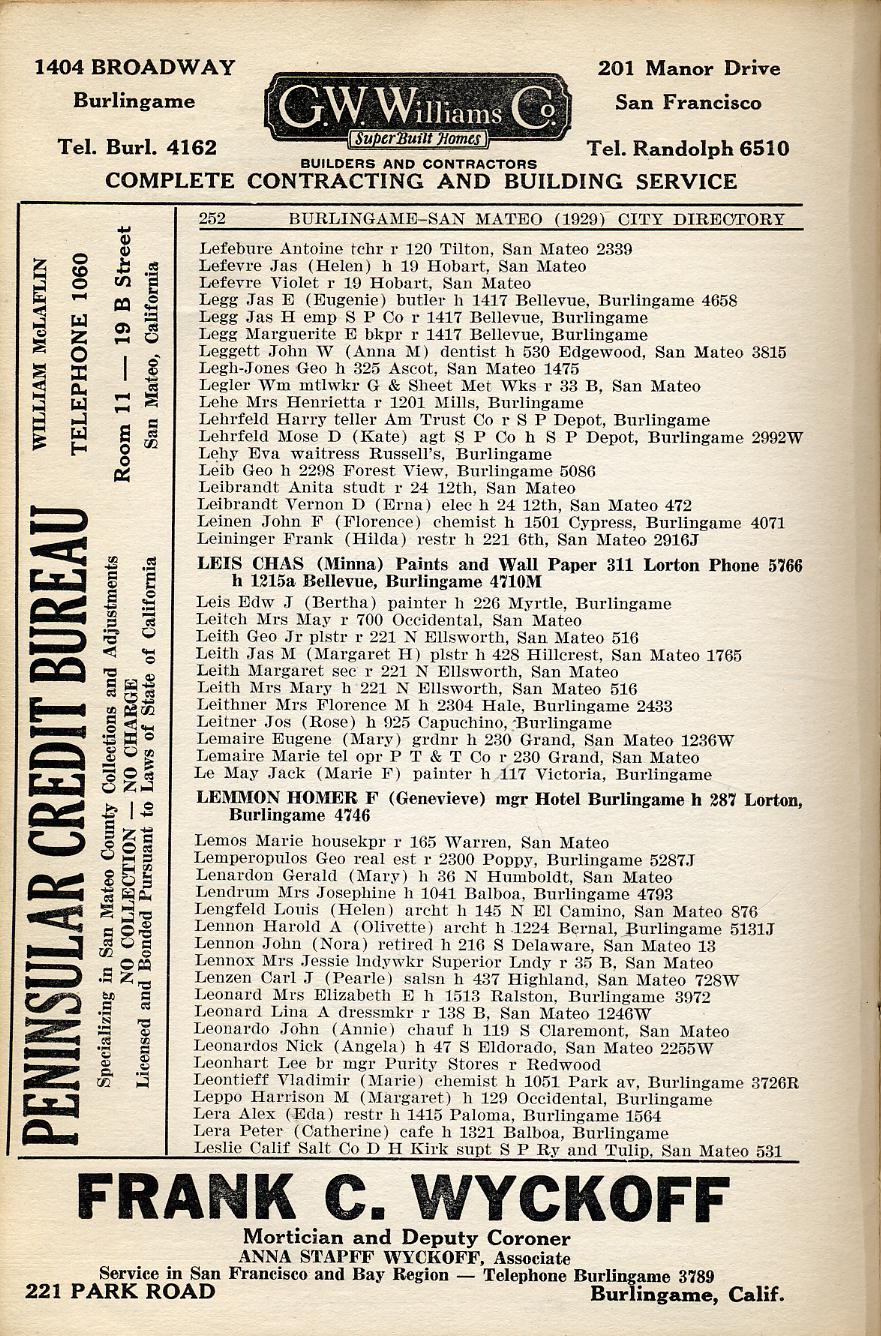 1404 BROADWAY
Burlingame
Tel. Burl. 4162
G.W. Williams Co.
Super Built Homes
BUILDERS AND CONTRACTORS
201 Manor Drive
San Francisco
Tel. Randolph 6510
COMPLETE CONTRACTING AND BUILDING SERVICE
PENINSULAR CREDIT BUREAU
Specializing in San Mateo County Collections and Adjustments
NO COLLECTION — NO CHARGE
Licensed and Bonded Pursuant to Laws of State of California
WILLIAM McLAFLIN
TELEPHONE 1060
Room 11 — 19 B Street
San Mateo, California
252 BURLINGAME-SAN MATEO (1929) CITY DIRECTORY
Lefebure Antoine tchr r 120 Tilton, San Mateo 2339
Lefevre Jas (Helen) h 19 Hobart, San Mateo
Lefevre Violet r 19 Hobart, San Mateo
Legg Jas E (Eugenie) butler h 1417 Bellevue, Burlingame 4658
Legg Jas H emp S P Co r 1417 Bellevue, Burlingame
Legg Marguerite E bkpr r 1417 Bellevue, Burlingame
Leggett John W (Anna M) dentist h 530 Edgewood, San Mateo 3815
Legh-Jones Geo h 325 Ascot, San Mateo 1475
Legler Wm mtlwkr G & Sheet Met Wks r 33 B, San Mateo
Lehe Mrs Henrietta r 1201 Mills, Burlingame
Lehrfeld Harry teller Am Trust Co r S P Depot, Burlingame
Lehrfeld Mose D (Kate) agt S P Co h S P Depot, Burlingame 2992W
Lehy Eva waitress Russell's, Burlingame
Leib Geo h 2298 Forest View, Burlingame 5086
Leibrandt Anita studt r 24 12th, San Mateo
Leibrandt Vernon D (Erna) elec h 24 12th, San Mateo 472
Leinen John F (Florence) chemist h 1501 Cypress, Burlingame 4071
Leininger Frank (Hilda) restr h 221 6th, San Mateo 2916J
LEIS CHAS (Minna) Paints and Wall Paper 311 Lorton Phone 5766
h 1215a Bellevue, Burlingame 4710M
Leis Edw J (Bertha) painter h 226 Myrtle, Burlingame
Leitch Mrs May r 700 Occidental, San Mateo
Leith Geo Jr plstr r 221 N Ellsworth, San Mateo 516
Leith Jas M (Margaret H) plstr h 428 Hillcrest, San Mateo 1765
Leith Margaret sec r 221 N Ellsworth, San Mateo
Leith Mrs Mary h 221 N Ellsworth, San Mateo 516
Leithner Mrs Florence M h 2304 Hale, Burlingame 2433
Leitner Jos (Rose) h 925 Capuchino, Burlingame
Lemaire Eugene (Mary) grdnr h 230 Grand, San Mateo 1236W
Lemaire Marie tel opr P T & T Co r 230 Grand, San Mateo
Le May Jack (Marie F) painter h 117 Victoria, Burlingame
LEMMON HOMER F (Genevieve) mgr Hotel Burlingame h 287 Lorton,
Burlingame 4746
Lemos Marie housekpr r 165 Warren, San Mateo
Lemperopulos Geo real est r 2300 Poppy, Burlingame 5287J
Lenardon Gerald (Mary) h 36 N Humboldt, San Mateo
Lendrum Mrs Josephine h 1041 Balboa, Burlingame 4793
Lengfeld Louis (Helen) archt h 145 N El Camino, San Mateo 876
Lennon Harold A (Olivette) archt h 1224 Bernal, Burlingame 5131J
Lennon John (Nora) retired h 216 S Delaware, San Mateo 13
Lennox Mrs Jessie lndywkr Superior Lndy r 35 B, San Mateo
Lenzen Carl J (Pearle) salsn h 437 Highland, San Mateo 728W
Leonard Mrs Elizabeth E h 1513 Ralston, Burlingame 3972
Leonard Lina A dressmkr r 138 B, San Mateo 1246W
Leonardo John (Annie) chauf h 119 S Claremont, San Mateo
Leonardos Nick (Angela) h 47 S Eldorado, San Mateo 2255W
Leonhart Lee br mgr Purity Stores r Redwood
Leontieff Vladimir (Marie) chemist h 1051 Park av, Burlingame 3726R
Leppo Harrison M (Margaret) h 129 Occidental, Burlingame
Lera Alex (Eda) restr h 1415 Paloma, Burlingame 1564
Lera Peter (Catherine) cafe h 1321 Balboa, Burlingame
Leslie Calif Salt Co D H Kirk supt S P Ry and Tulip, San Mateo 531
FRANK C. WYCKOFF
Mortician and Deputy Coroner
ANNA STAPFF WYCKOFF, Associate
Service in San Francisco and Bay Region — Telephone Burlingame 3789
221 PARK ROAD Burlingame, Calif.